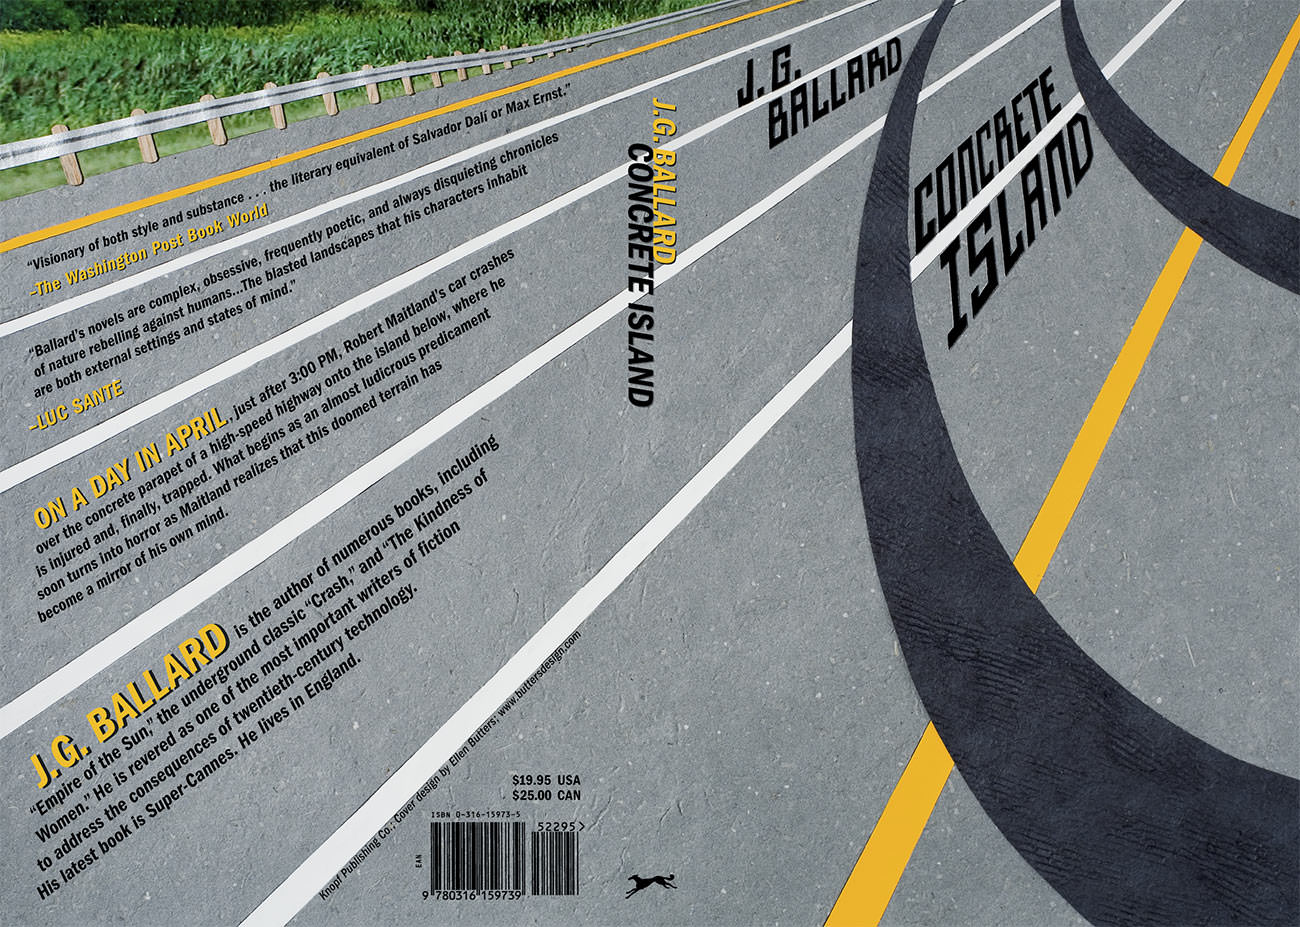 "Visionary of both style and substance . . . the literary equivalent of Salvador Dalí or Max Ernst."
–The Washington Post Book World
"Ballard's novels are complex, obsessive, frequently poetic, and always disquieting chronicles
of nature rebelling against humans...The blasted landscapes that his characters inhabit
are both external settings and states of mind."
–LUC SANTE
ON A DAY IN APRIL, just after 3:00 PM, Robert Maitland's car crashes
over the concrete parapet of a high-speed highway onto the island below, where he
is injured and, finally, trapped. What begins as an almost ludicrous predicament
soon turns into horror as Maitland realizes that this doomed terrain has
become a mirror of his own mind.
J.G. BALLARD is the author of numerous books, including
"Empire of the Sun," the underground classic "Crash," and "The Kindness of
Women." He is revered as one of the most important writers of fiction
to address the consequences of twentieth-century technology.
His latest book is Super-Cannes. He lives in England.
Knopf Publishing Co.; Cover design by Ellen Butters; www.buttersdesign.com
$19.95 USA
$25.00 CAN
ISBN 0-316-15973-5
52295>
EAN
9 780316 159739
J.G. BALLARD
CONCRETE ISLAND
J.G.
BALLARD
CONCRETE
ISLAND